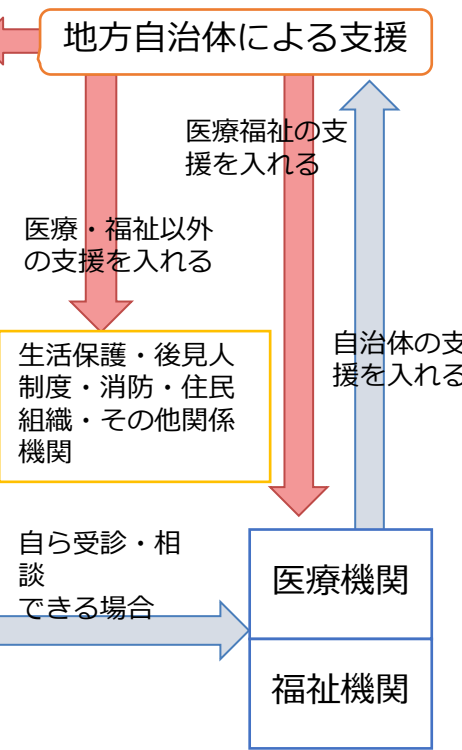 地方自治体による支援
医療福祉の支
援を入れる
医療・福祉以外
の支援を入れる
自治体の支
援を入れる
生活保護・後見人
制度・消防・住民
組織・その他関係
機関
自ら受診・相
談
できる場合
医療機関
福祉機関